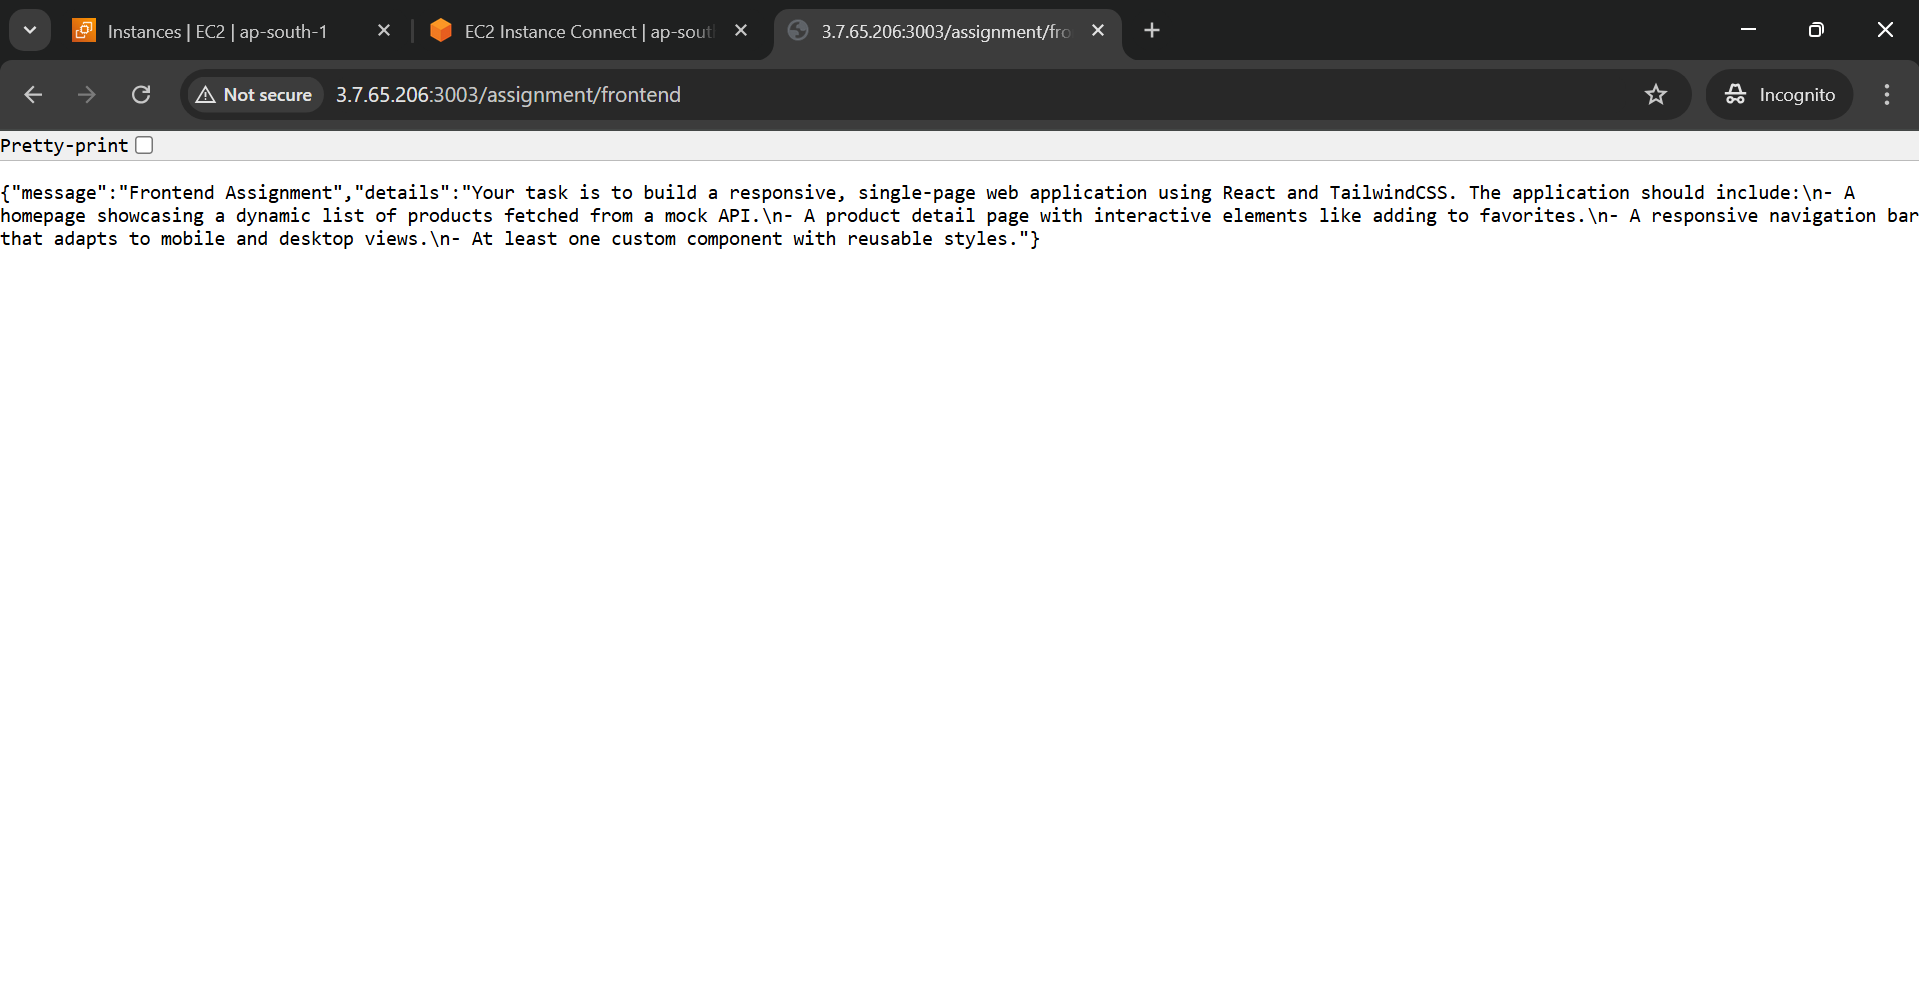 Instances | EC2 | ap-south-1
EC2 Instance Connect | ap-sout
3.7.65.206:3003/assignment/fro
Not secure
3.7.65.206:3003/assignment/frontend
Incognito
Pretty-print
{"message":"Frontend Assignment","details":"Your task is to build a responsive, single-page web application using React and TailwindCSS. The application should include:\n- A
homepage showcasing a dynamic list of products fetched from a mock API.\n- A product detail page with interactive elements like adding to favorites.\n- A responsive navigation bar
that adapts to mobile and desktop views.\n- At least one custom component with reusable styles."}